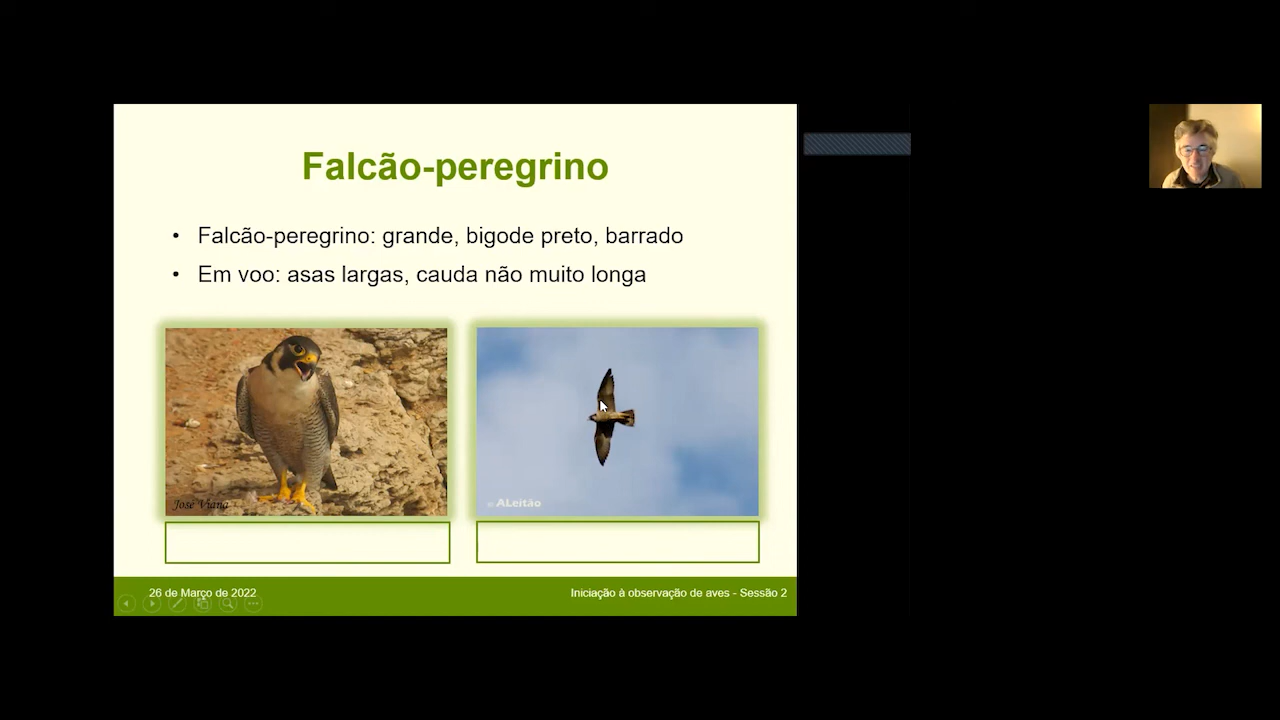 Falcão-peregrino
• Falcão-peregrino: grande, bigode preto, barrado
• Em voo: asas largas, cauda não muito longa
José Viana
© ALeitão
26 de Março de 2022
Iniciação à observação de aves - Sessão 2